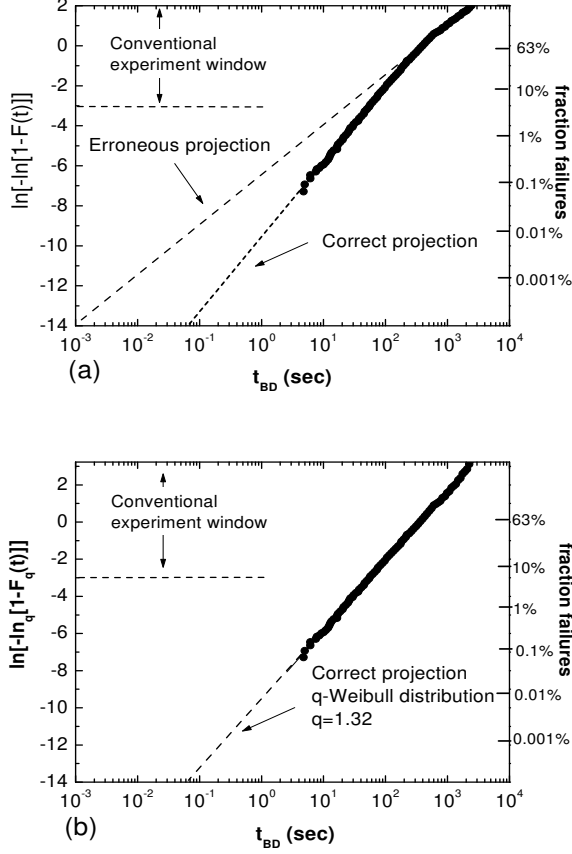 2
0
-2
-4
-6
-8
-10
-12
-14
ln[-ln[1-F(t)]]
Conventional
experiment window
Erroneous projection
Correct projection
63%
10%
1%
0.1%
0.01%
0.001%
fraction failures
10^-3 10^-2 10^-1 10^0 10^1 10^2 10^3 10^4
(a)
t_BD (sec)
2
0
-2
-4
-6
-8
-10
-12
-14
ln[-ln_q[1-F_q(t)]]
Conventional
experiment window
Correct projection
q-Weibull distribution
q=1.32
63%
10%
1%
0.1%
0.01%
0.001%
fraction failures
10^-3 10^-2 10^-1 10^0 10^1 10^2 10^3 10^4
(b)
t_BD (sec)